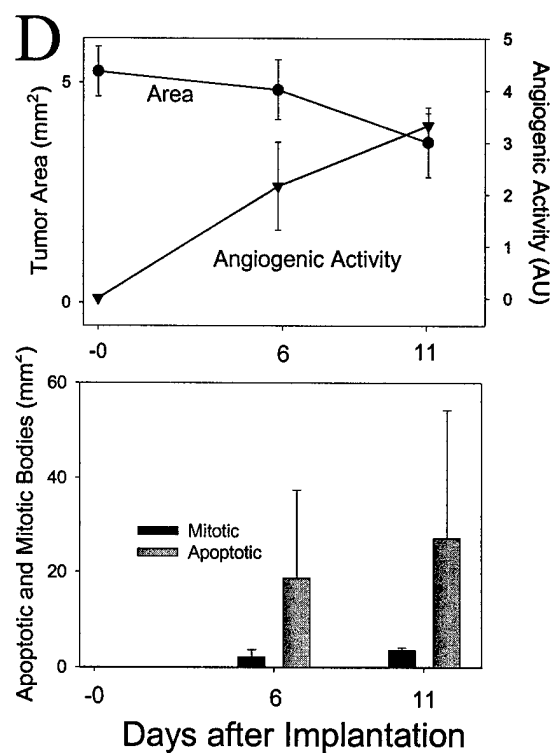 D
Tumor Area (mm²)
5
0
Area
Angiogenic Activity
Angiogenic Activity (AU)
5
4
3
2
1
0
-0
6
11
Apoptotic and Mitotic Bodies (mm²)
60
40
20
0
Mitotic
Apoptotic
-0
6
11
Days after Implantation